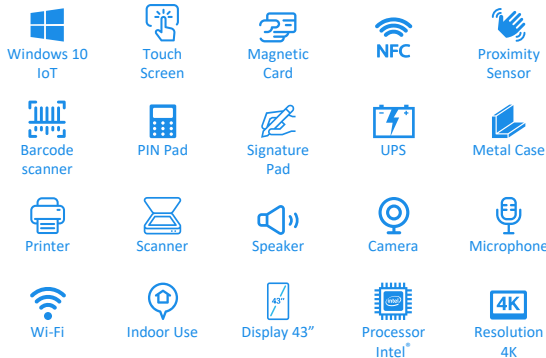 Windows 10
IoT
Touch
Screen
Magnetic
Card
NFC
Proximity
Sensor
Barcode
scanner
PIN Pad
Signature
Pad
UPS
Metal Case
Printer
Scanner
Speaker
Camera
Microphone
Wi-Fi
Indoor Use
43"
Display 43”
intel
Processor
Intel®
4K
Resolution
4K